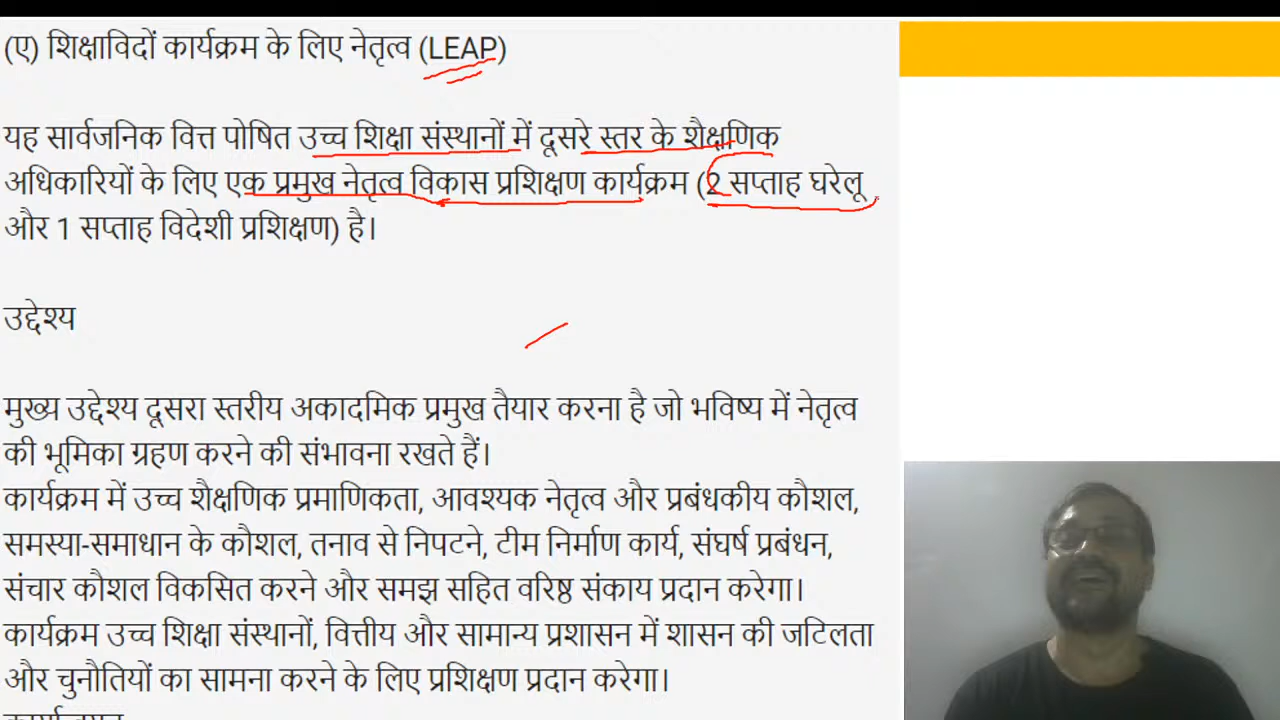 (ए) शिक्षाविदों कार्यक्रम के लिए नेतृत्व (LEAP)
यह सार्वजनिक वित्त पोषित उच्च शिक्षा संस्थानों में दूसरे स्तर के शैक्षणिक
अधिकारियों के लिए एक प्रमुख नेतृत्व विकास प्रशिक्षण कार्यक्रम (2 सप्ताह घरेलू
और 1 सप्ताह विदेशी प्रशिक्षण) है।
उद्देश्य
मुख्य उद्देश्य दूसरा स्तरीय अकादमिक प्रमुख तैयार करना है जो भविष्य में नेतृत्व
की भूमिका ग्रहण करने की संभावना रखते हैं।
कार्यक्रम में उच्च शैक्षणिक प्रमाणिकता, आवश्यक नेतृत्व और प्रबंधकीय कौशल,
समस्या-समाधान के कौशल, तनाव से निपटने, टीम निर्माण कार्य, संघर्ष प्रबंधन,
संचार कौशल विकसित करने और समझ सहित वरिष्ठ संकाय प्रदान करेगा।
कार्यक्रम उच्च शिक्षा संस्थानों, वित्तीय और सामान्य प्रशासन में शासन की जटिलता
और चुनौतियों का सामना करने के लिए प्रशिक्षण प्रदान करेगा।